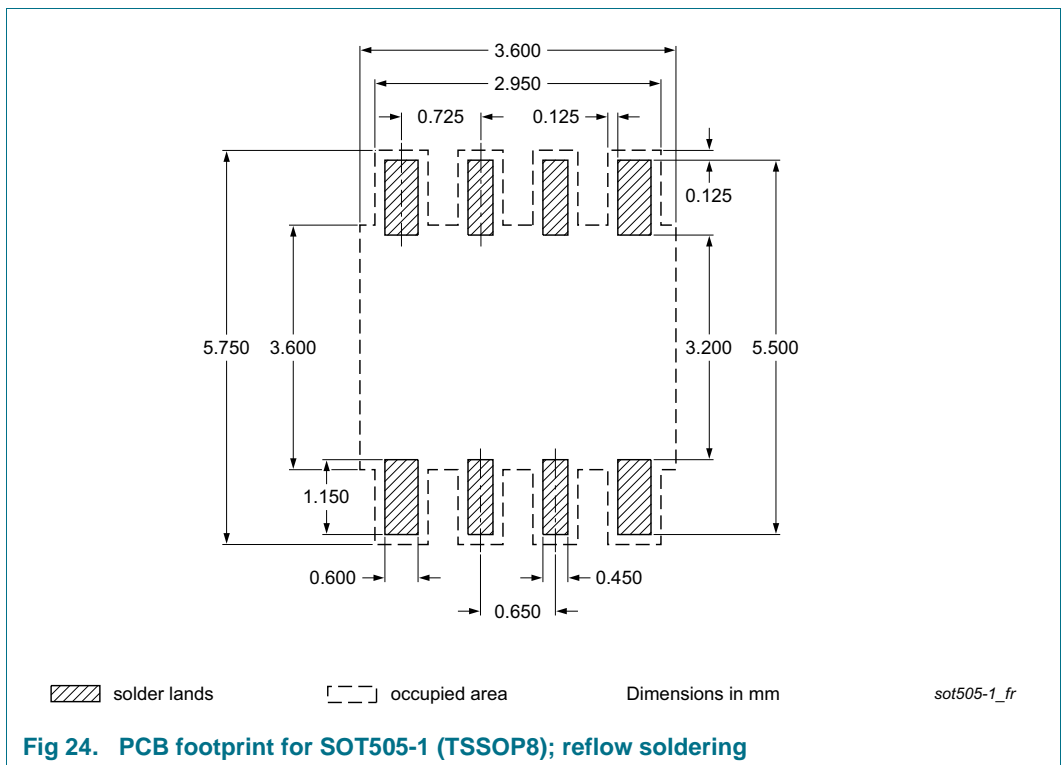 3.600
2.950
0.725
0.125
0.125
5.750
3.600
3.200
5.500
1.150
0.600
0.450
0.650
solder lands
occupied area
Dimensions in mm
sot505-1_fr
Fig 24. PCB footprint for SOT505-1 (TSSOP8); reflow soldering